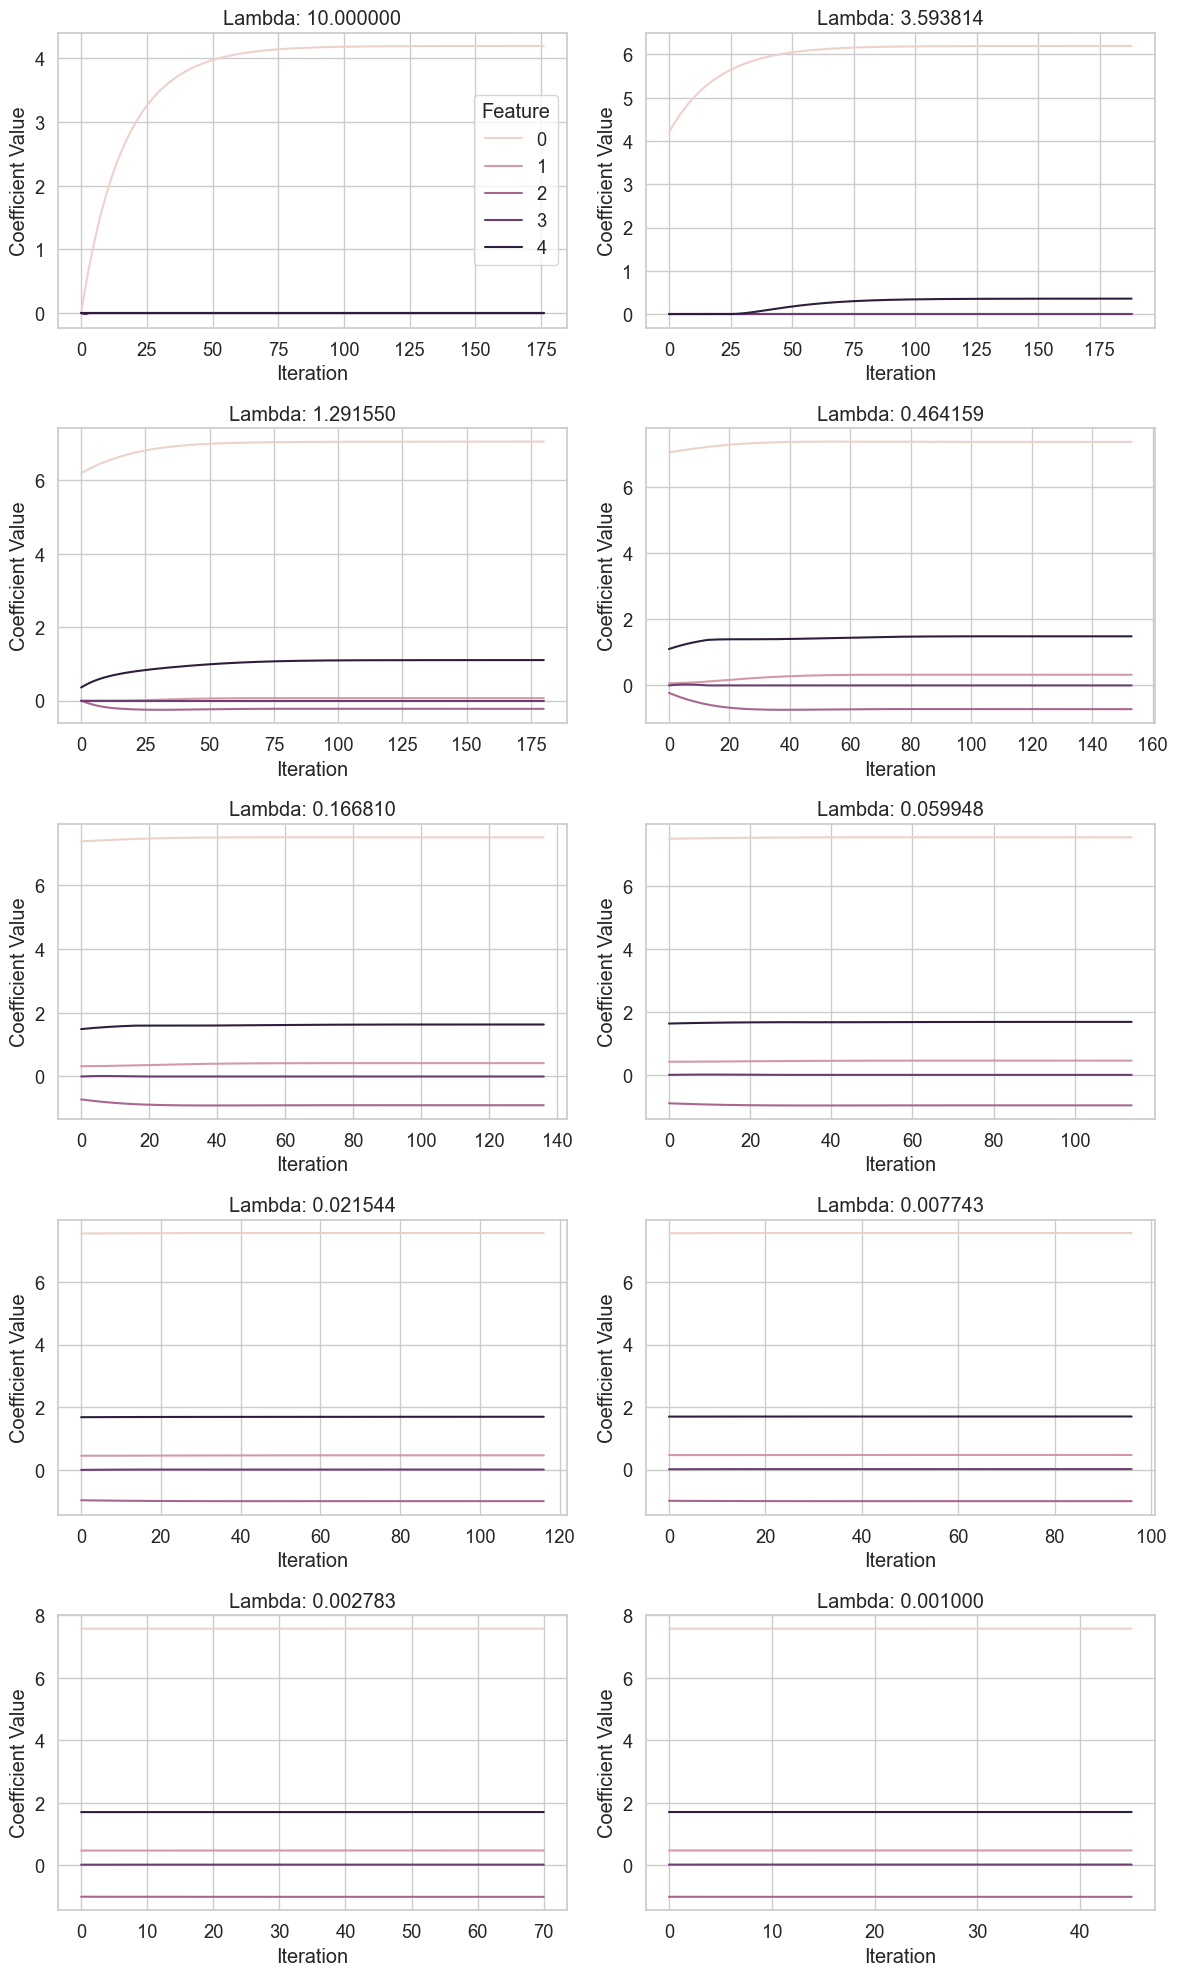 Lambda: 10.000000
Coefficient Value
4
3
2
1
0
Feature
0
1
2
3
4
0 25 50 75 100 125 150 175
Iteration
Lambda: 3.593814
Coefficient Value
6
5
4
3
2
1
0
0 25 50 75 100 125 150 175
Iteration
Lambda: 1.291550
Coefficient Value
6
4
2
0
0 25 50 75 100 125 150 175
Iteration
Lambda: 0.464159
Coefficient Value
6
4
2
0
0 20 40 60 80 100 120 140 160
Iteration
Lambda: 0.166810
Coefficient Value
6
4
2
0
0 20 40 60 80 100 120 140
Iteration
Lambda: 0.059948
Coefficient Value
6
4
2
0
0 20 40 60 80 100
Iteration
Lambda: 0.021544
Coefficient Value
6
4
2
0
0 20 40 60 80 100 120
Iteration
Lambda: 0.007743
Coefficient Value
6
4
2
0
0 20 40 60 80 100
Iteration
Lambda: 0.002783
Coefficient Value
8
6
4
2
0
0 10 20 30 40 50 60 70
Iteration
Lambda: 0.001000
Coefficient Value
8
6
4
2
0
0 10 20 30 40
Iteration